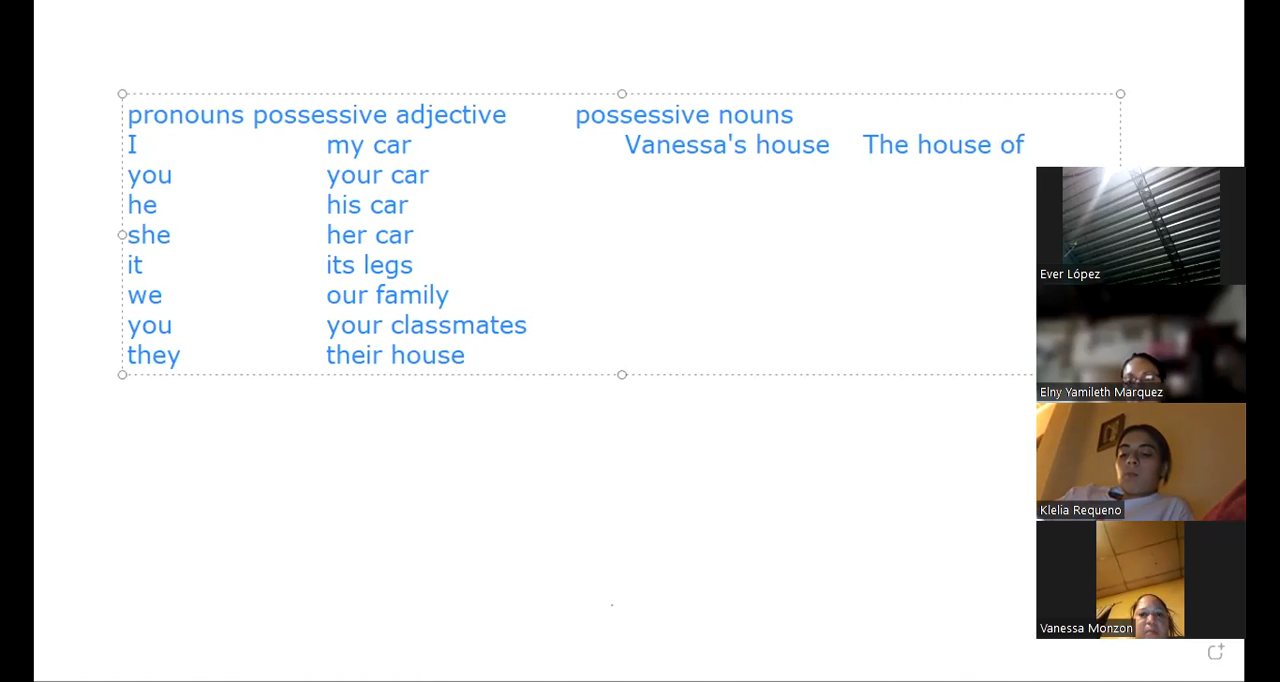 pronouns possessive adjective possessive nouns
I my car Vanessa's house The house of
you your car
he his car
she her car
it its legs
we our family
you your classmates
they their house
Ever López
Elny Yamileth Marquez
Klelia Requeno
Vanessa Monzon